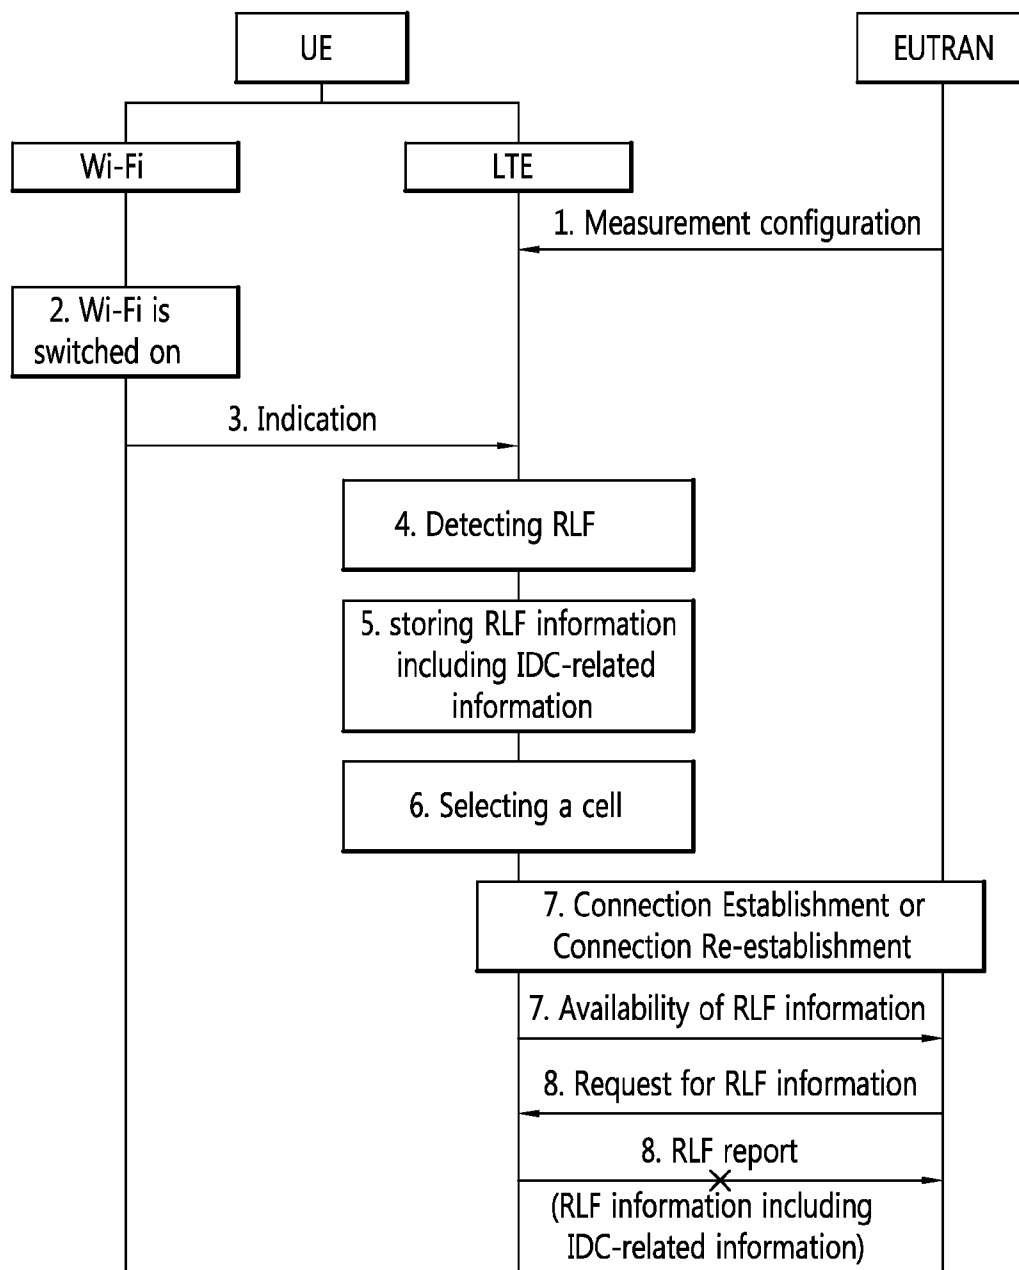 UE
EUTRAN
Wi-Fi
LTE
1. Measurement configuration
2. Wi-Fi is
switched on
3. Indication
4. Detecting RLF
5. storing RLF information
including IDC-related
information
6. Selecting a cell
7. Connection Establishment or
Connection Re-establishment
7. Availability of RLF information
8. Request for RLF information
8. RLF report
(RLF information including
IDC-related information)